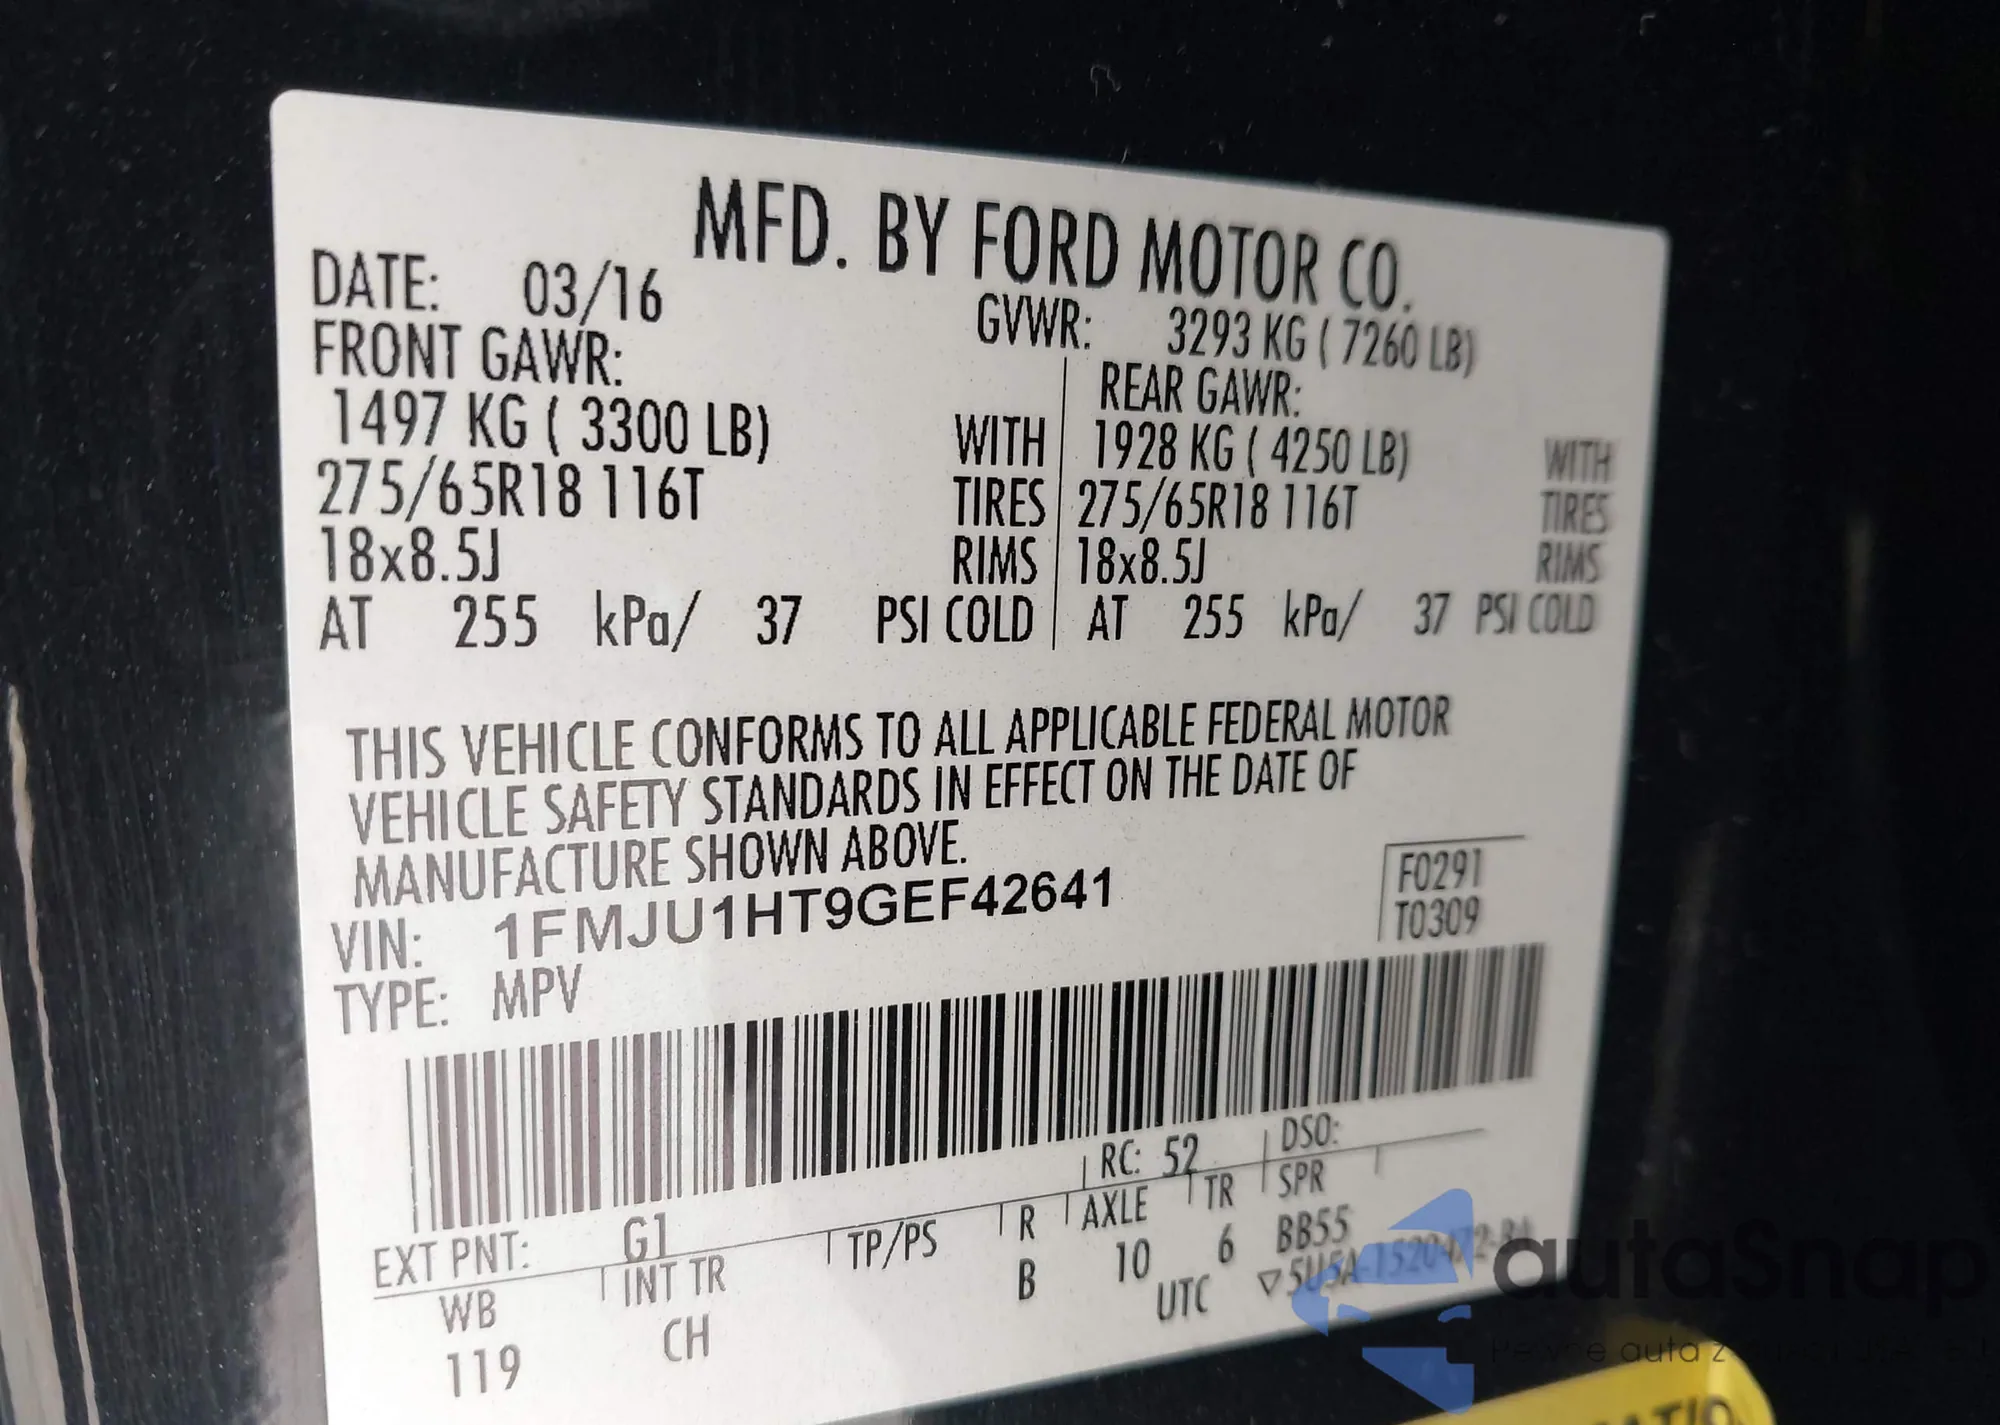 MFD. BY FORD MOTOR CO.
DATE: 03/16 GVWR: 3293 KG ( 7260 LB)
FRONT GAWR: REAR GAWR:
1497 KG ( 3300 LB) WITH 1928 KG ( 4250 LB) WITH
275/65R18 116T TIRES 275/65R18 116T TIRES
18x8.5J RIMS 18x8.5J RIMS
AT 255 kPa/ 37 PSI COLD AT 255 kPa/ 37 PSI COLD
THIS VEHICLE CONFORMS TO ALL APPLICABLE FEDERAL MOTOR
VEHICLE SAFETY STANDARDS IN EFFECT ON THE DATE OF
MANUFACTURE SHOWN ABOVE.
F0291
T0309
VIN: 1FMJU1HT9GEF42641
TYPE: MPV
EXT PNT: G1 RC: 52 DSO:
WB INT TR TP/PS R AXLE TR SPR
119 CH B 10 6 BB55
UTC
autaSnap
auta z